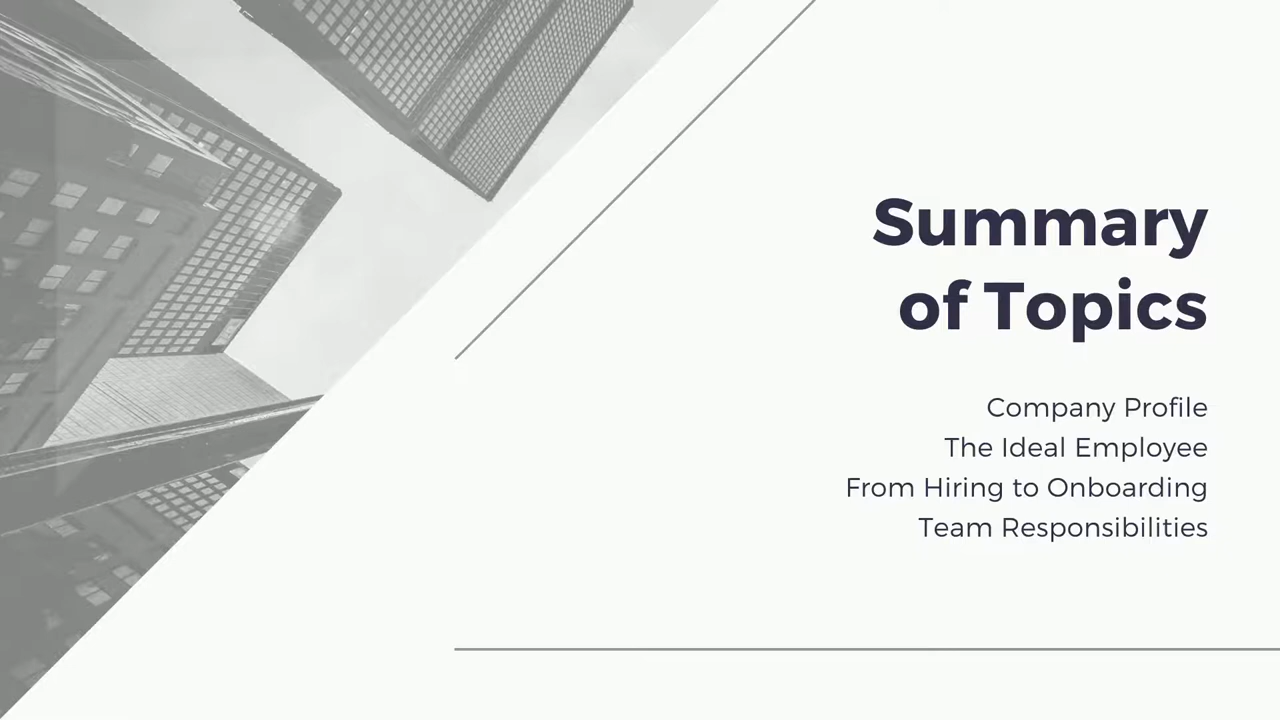 Summary
of Topics
Company Profile
The Ideal Employee
From Hiring to Onboarding
Team Responsibilities